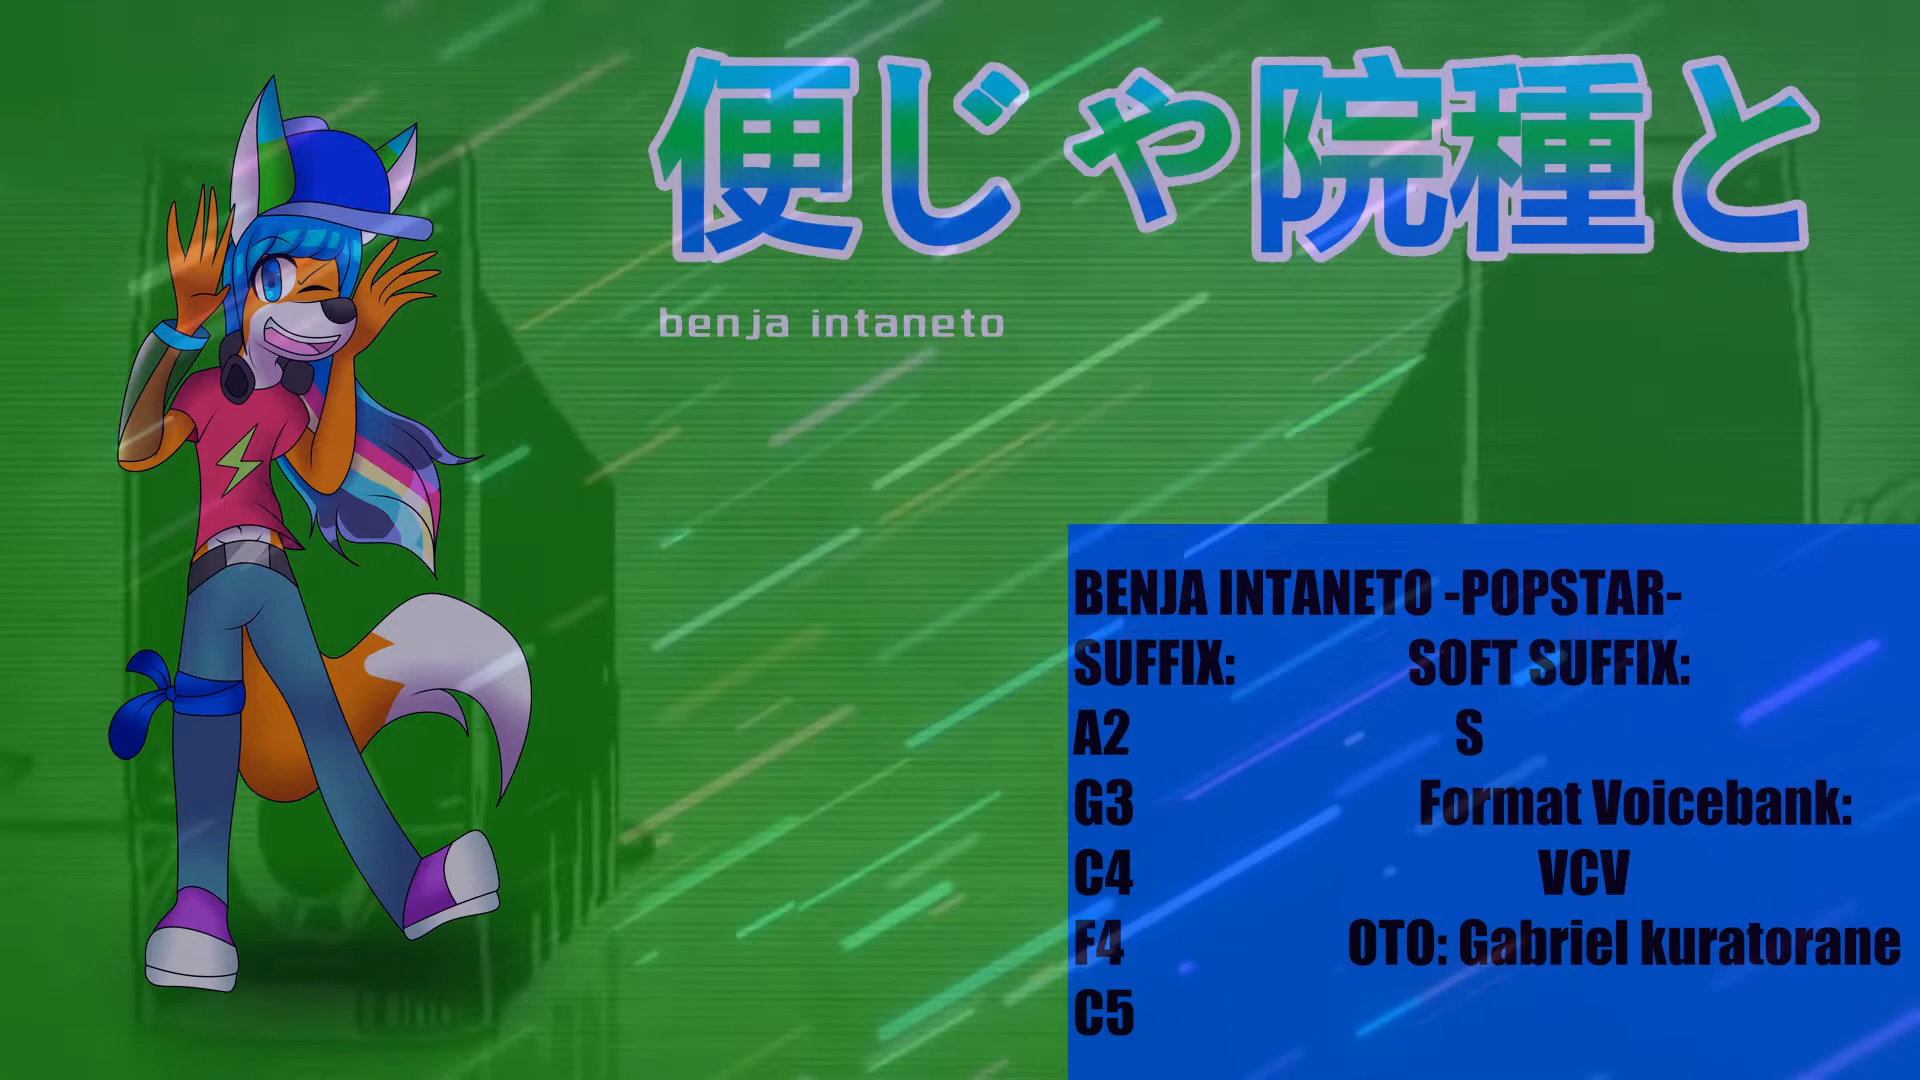 便じゃ院種と
benja intaneto
BENJA INTANETO -POPSTAR-
SUFFIX: SOFT SUFFIX:
A2 S
G3 Format Voicebank:
C4 VCV
F4 OTO: Gabriel kuratorane
C5